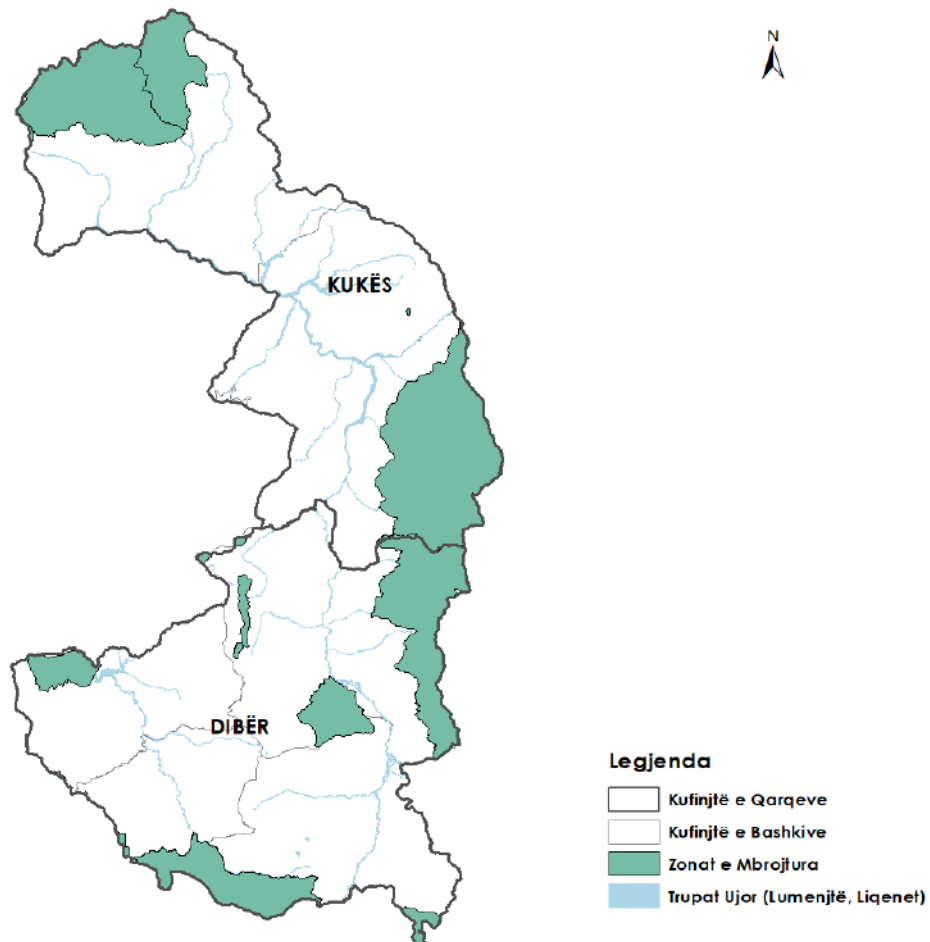 N
KUKËS
DIBËR
Legjenda
Kufinjtë e Qarqeve
Kufinjtë e Bashkive
Zonat e Mbrojtura
Trupat Ujor (Lumenjtë, Liqenet)